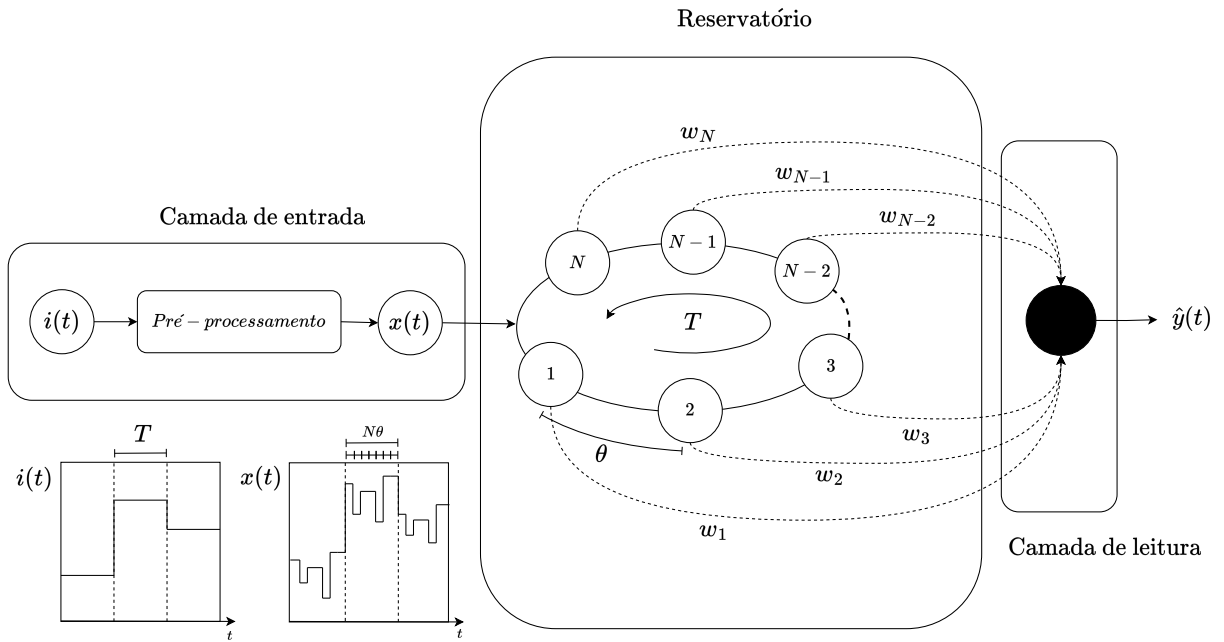 Reservatório
w_N
w_{N-1}
w_{N-2}
Camada de entrada
i(t)
Pré – processamento
x(t)
N
N − 1
N − 2
T
1
2
3
θ
w_3
w_2
w_1
ŷ(t)
Camada de leitura
T
i(t)
t
Nθ
x(t)
t